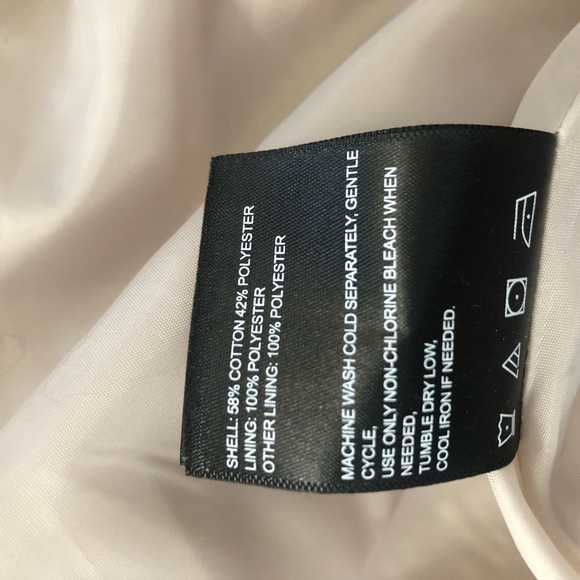 SHELL: 58% COTTON 42% POLYESTER
LINING: 100% POLYESTER
OTHER LINING: 100% POLYESTER
MACHINE WASH COLD SEPARATELY, GENTLE
CYCLE,
USE ONLY NON-CHLORINE BLEACH WHEN
NEEDED,
TUMBLE DRY LOW,
COOL IRON IF NEEDED.